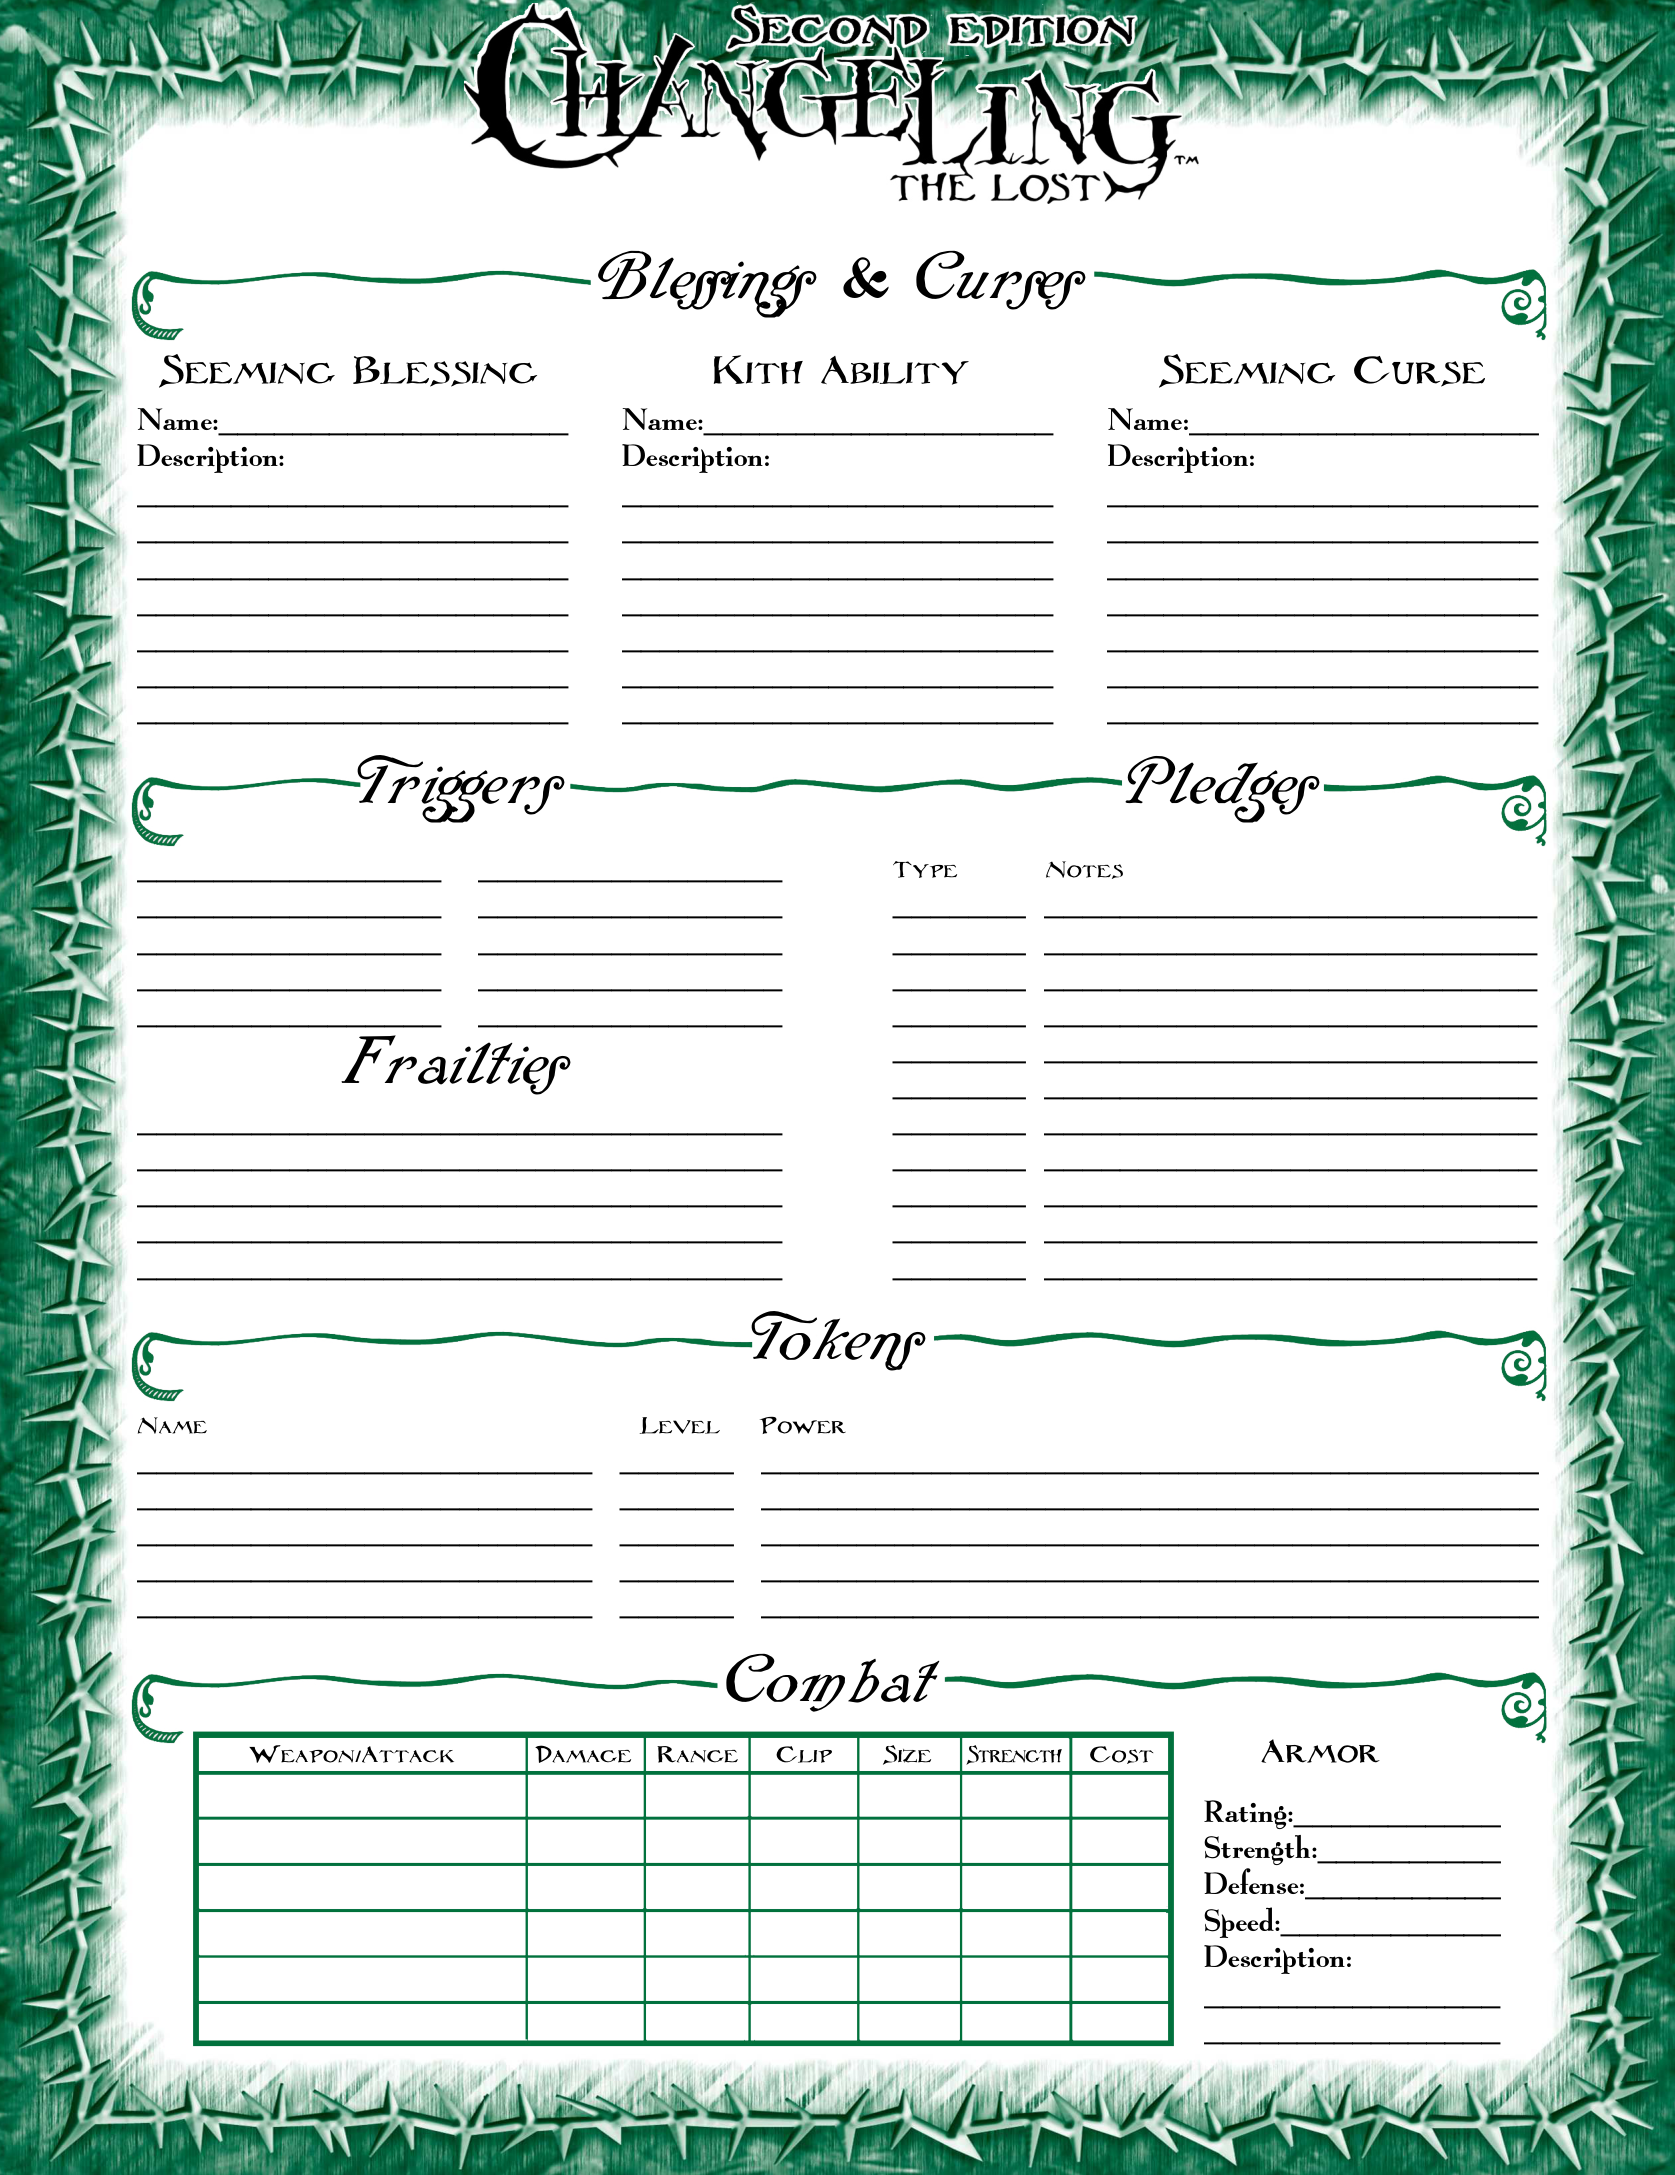 SECOND EDITION
CHANGELING™
THE LOST
Blessings & Curses
SEEMING BLESSING KITH ABILITY SEEMING CURSE
Name: Name: Name:
Description: Description: Description:
Triggers Pledges
TYPE NOTES
Frailties
Tokens
NAME LEVEL POWER
Combat
WEAPON/ATTACK DAMAGE RANGE CLIP SIZE STRENGTH COST
ARMOR
Rating:
Strength:
Defense:
Speed:
Description: